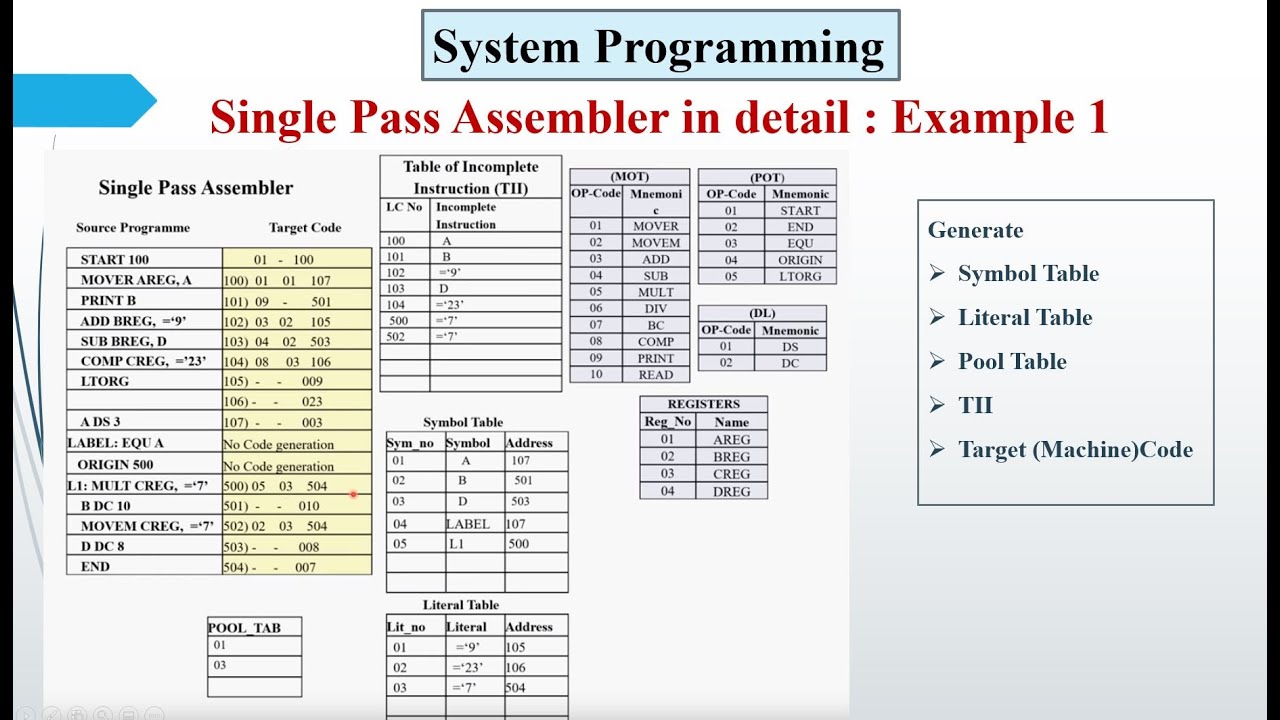 System Programming
Single Pass Assembler in detail : Example 1
Single Pass Assembler
Source Programme Target Code
START 100 01 - 100
MOVER AREG, A 100) 01 01 107
PRINT B 101) 09 - 501
ADD BREG, =‘9’ 102) 03 02 105
SUB BREG, D 103) 04 02 503
COMP CREG, =’23’ 104) 08 03 106
LTORG 105) - - 009
106) - - 023
A DS 3 107) - - 003
LABEL: EQU A No Code generation
ORIGIN 500 No Code generation
L1: MULT CREG, =‘7’ 500) 05 03 504
B DC 10 501) - - 010
MOVEM CREG, =‘7’ 502) 02 03 504
D DC 8 503) - - 008
END 504) - - 007
POOL_TAB
01
03
Table of Incomplete
Instruction (TII)
LC No Incomplete
Instruction
100 A
101 B
102 =‘9’
103 D
104 =‘23’
500 =‘7’
502 =‘7’
Symbol Table
Sym_no Symbol Address
01 A 107
02 B 501
03 D 503
04 LABEL 107
05 L1 500
Literal Table
Lit_no Literal Address
01 =‘9’ 105
02 =‘23’ 106
03 =‘7’ 504
(MOT)
OP-Code Mnemoni
c
01 MOVER
02 MOVEM
03 ADD
04 SUB
05 MULT
06 DIV
07 BC
08 COMP
09 PRINT
10 READ
(POT)
OP-Code Mnemonic
01 START
02 END
03 EQU
04 ORIGIN
05 LTORG
(DL)
OP-Code Mnemonic
01 DS
02 DC
REGISTERS
Reg_No Name
01 AREG
02 BREG
03 CREG
04 DREG
Generate
Symbol Table
Literal Table
Pool Table
TII
Target (Machine)Code